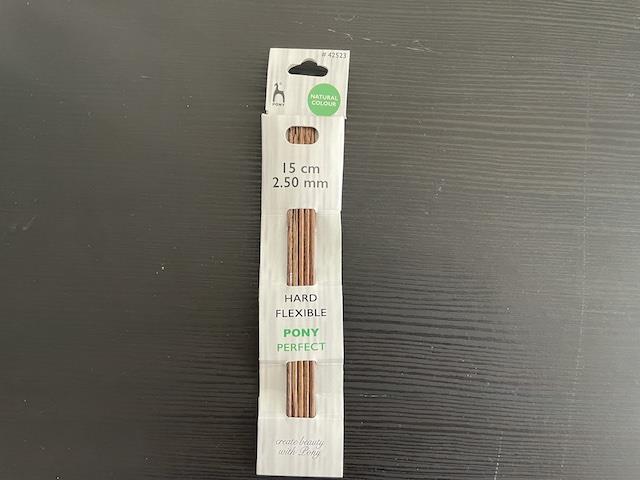 # 42523
PONY
NATURAL
COLOUR
15 cm
2.50 mm
HARD
FLEXIBLE
PONY
PERFECT
create beauty
with Pony